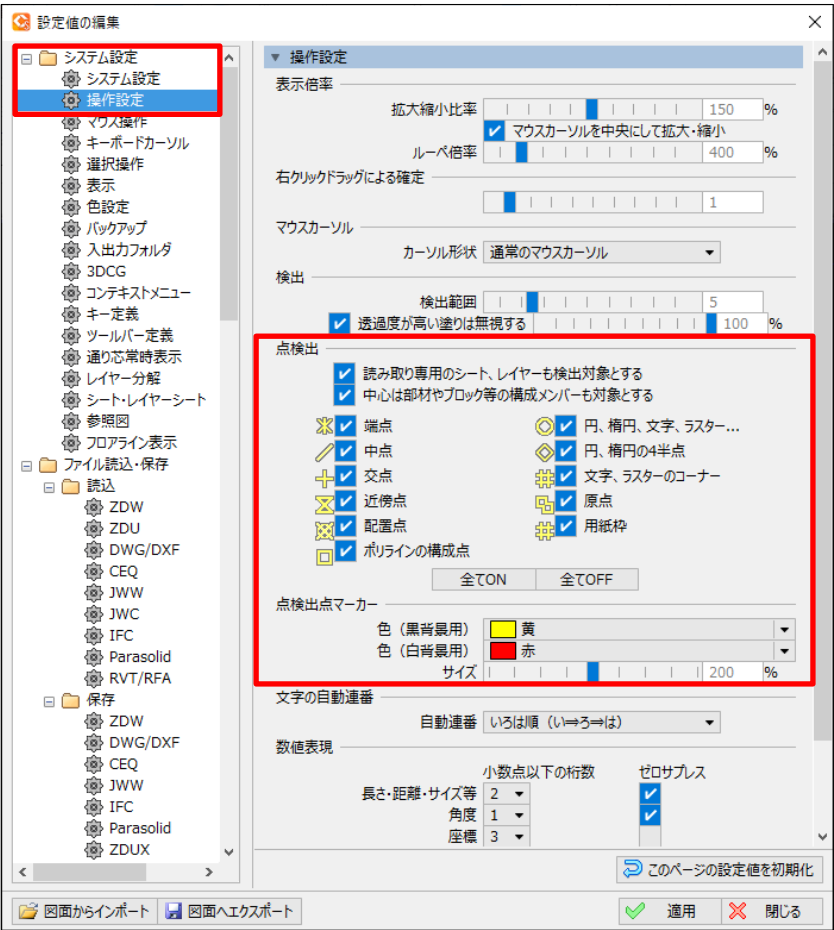 設定値の編集
システム設定
システム設定
操作設定
マウス操作
キーボードカーソル
選択操作
表示
色設定
バックアップ
入出力フォルダ
3DCG
コンテキストメニュー
キー定義
ツールバー定義
通り芯常時表示
レイヤー分解
シート・レイヤーシート
参照図
フロアライン表示
ファイル読込・保存
読込
ZDW
ZDU
DWG/DXF
CEQ
JWW
JWC
IFC
Parasolid
RVT/RFA
保存
ZDW
DWG/DXF
CEQ
JWW
IFC
Parasolid
ZDUX
操作設定
表示倍率
拡大縮小比率 150 %
マウスカーソルを中央にして拡大・縮小
ルーペ倍率 400 %
右クリックドラッグによる確定
1
マウスカーソル
カーソル形状 通常のマウスカーソル
検出
検出範囲 5
透過度が高い塗りは無視する 100 %
点検出
読み取り専用のシート、レイヤーも検出対象とする
中心は部材やブロック等の構成メンバーも対象とする
端点 円、楕円、文字、ラスター...
中点 円、楕円の4半点
交点 文字、ラスターのコーナー
近傍点 原点
配置点 用紙枠
ポリラインの構成点
全てON 全てOFF
点検出点マーカー
色（黒背景用） 黄
色（白背景用） 赤
サイズ 200 %
文字の自動連番
自動連番 いろは順（い⇒ろ⇒は）
数値表現
小数点以下の桁数 ゼロサプレス
長さ・距離・サイズ等 2
角度 1
座標 3
このページの設定値を初期化
図面からインポート 図面へエクスポート 適用 閉じる